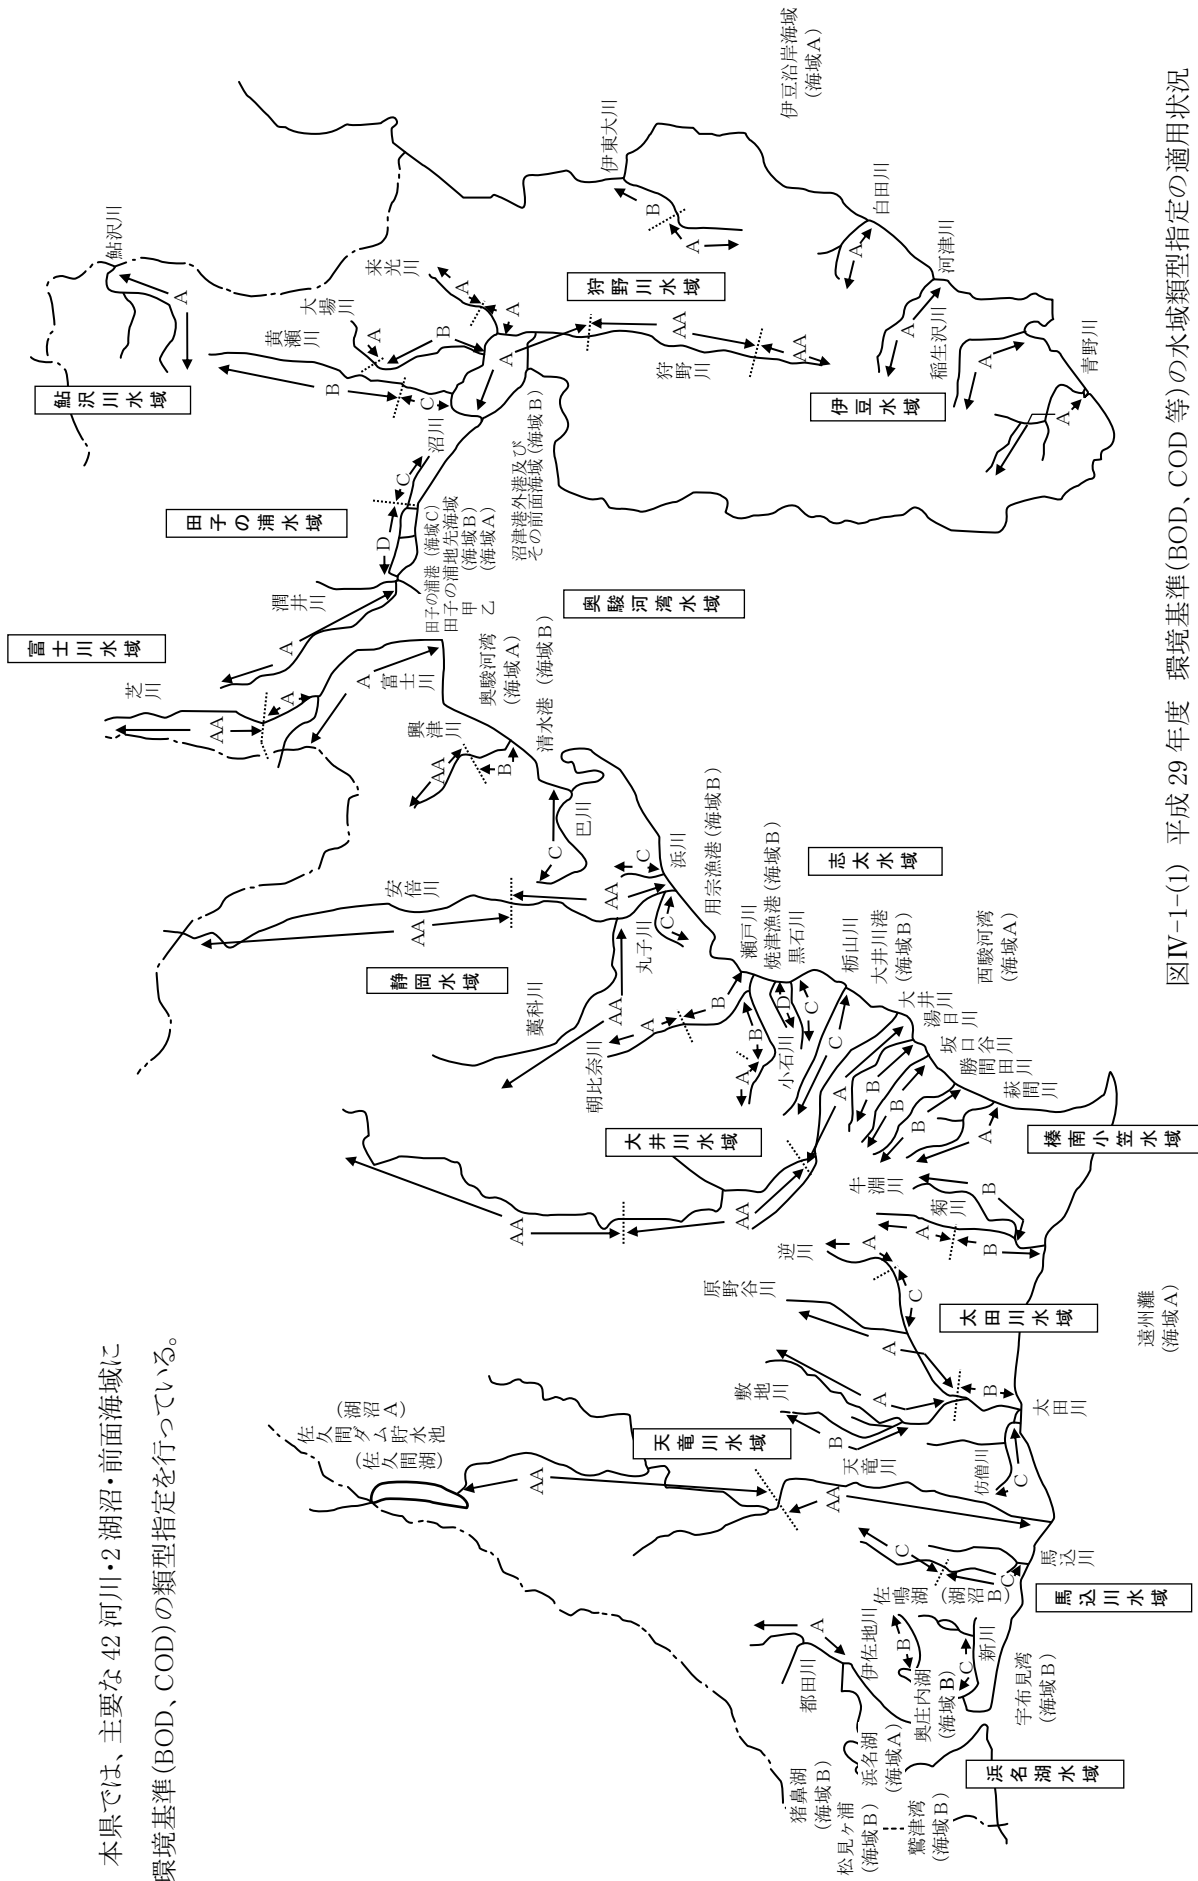 本県では、主要な 42 河川・2 湖沼・前面海域に
環境基準(BOD、COD)の類型指定を行っている。
猪鼻湖
(海域B)
松見ヶ浦
(海域B)
鷲津湾
(海域B)
浜名湖
(海域A)
都田川
A
伊佐地川
B
奥庄内湖
(海域B)
新川
C
宇布見湾
(海域B)
浜名湖水域
佐鳴湖
(湖沼B)
C
C
馬込川
馬込川水域
(湖沼A)
佐久間ダム貯水池
(佐久間湖)
AA
AA
天竜川
天竜川水域
敷地川
B
A
仿僧川
C
原野谷川
A
逆川
A
C
B
太田川
太田川水域
遠州灘
(海域A)
牛淵川
B
菊川
A
B
榛南小笠水域
AA
AA
A
大井川水域
大井川
湯日川
B
坂口谷川
B
勝間田川
B
萩間川
A
西駿河湾
(海域A)
朝比奈川
A
B
瀬戸川
A
B
焼津漁港(海域B)
黒石川
小石川
D
C
栃山川
C
大井川港
(海域B)
志太水域
安倍川
AA
AA
藁科川
AA
丸子川
C
浜川
C
用宗漁港(海域B)
静岡水域
巴川
C
清水港(海域B)
興津川
AA
B
奥駿河湾
(海域A)
奥駿河湾水域
芝川
AA
A
富士川
A
富士川水域
潤井川
A
田子の浦港(海域C)
田子の浦地先海域
甲 (海域B)
乙 (海域A)
D
C
沼川
田子の浦水域
沼津港外港及び
その前面海域(海域B)
黄瀬川
B
C
大場川
A
B
来光川
A
A
A
狩野川
AA
AA
狩野川水域
鮎沢川
A
鮎沢川水域
伊東大川
B
A
白田川
A
河津川
A
稲生沢川
A
青野川
A
伊豆水域
伊豆沿岸海域
(海域A)
図Ⅳ-1-(1) 平成 29 年度 環境基準(BOD、COD 等)の水域類型指定の適用状況